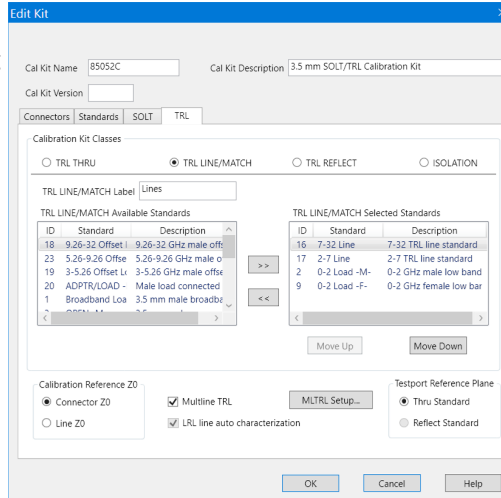 Edit Kit
Cal Kit Name 85052C Cal Kit Description 3.5 mm SOLT/TRL Calibration Kit
Cal Kit Version
Connectors Standards SOLT TRL
Calibration Kit Classes
TRL THRU TRL LINE/MATCH TRL REFLECT ISOLATION
TRL LINE/MATCH Label Lines
TRL LINE/MATCH Available Standards
ID Standard Description
18 9.26-32 Offset l 9.26-32 GHz male offs
23 5.26-9.26 Offse 5.26-9.26 GHz male o
19 3-5.26 Offset Lo 3-5.26 GHz male offse
20 ADPTR/LOAD - Male load connected
1 Broadband Loa 3.5 mm male broadba
>>
<<
TRL LINE/MATCH Selected Standards
ID Standard Description
16 7-32 Line 7-32 TRL line standard
17 2-7 Line 2-7 TRL line standard
2 0-2 Load -M- 0-2 GHz male low band
9 0-2 Load -F- 0-2 GHz female low bar
Move Up Move Down
Calibration Reference Z0
Connector Z0
Line Z0
Multline TRL
LRL line auto characterization
MLTRL Setup...
Testport Reference Plane
Thru Standard
Reflect Standard
OK Cancel Help